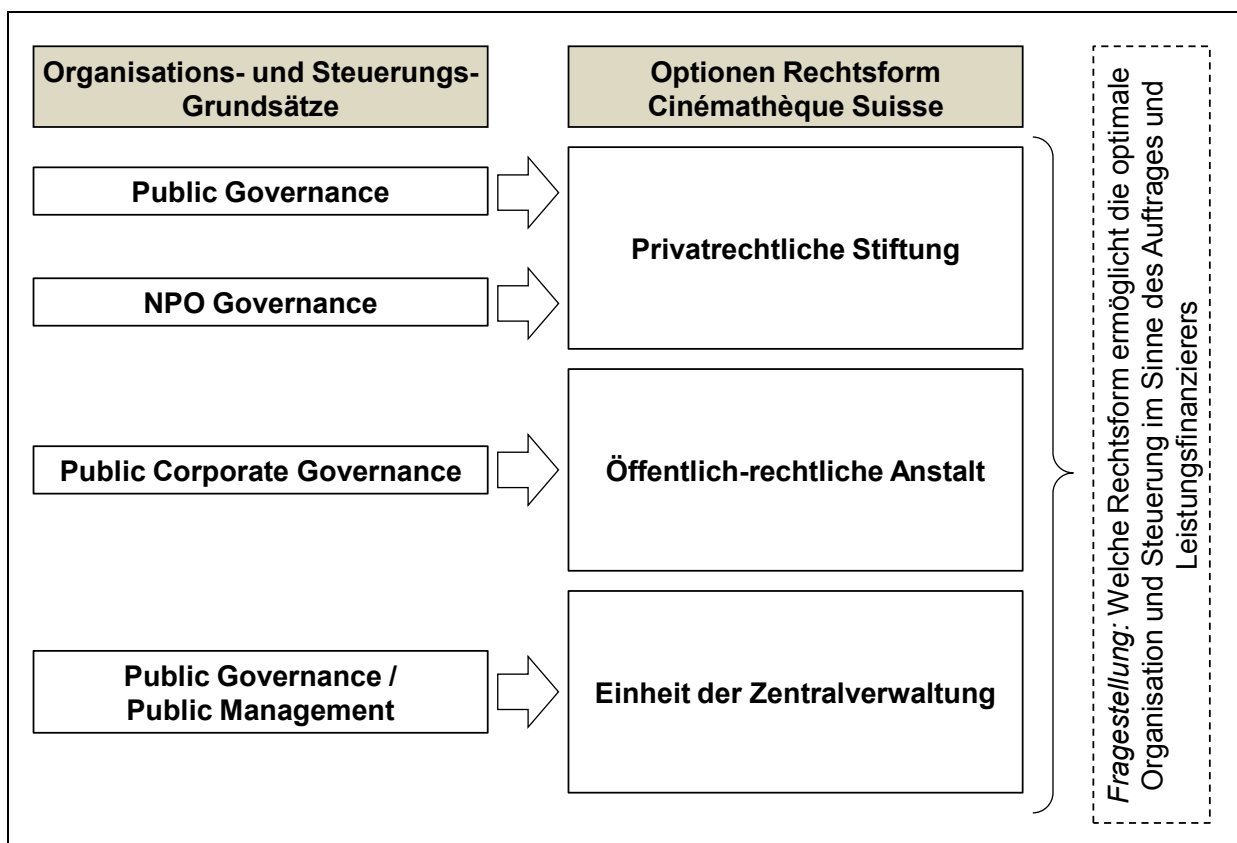 Organisations- und Steuerungs-
Grundsätze
Optionen Rechtsform
Cinémathèque Suisse
Public Governance
NPO Governance
Privatrechtliche Stiftung
Public Corporate Governance
Öffentlich-rechtliche Anstalt
Public Governance /
Public Management
Einheit der Zentralverwaltung
Fragestellung: Welche Rechtsform ermöglicht die optimale
Organisation und Steuerung im Sinne des Auftrages und
Leistungsfinanzierers